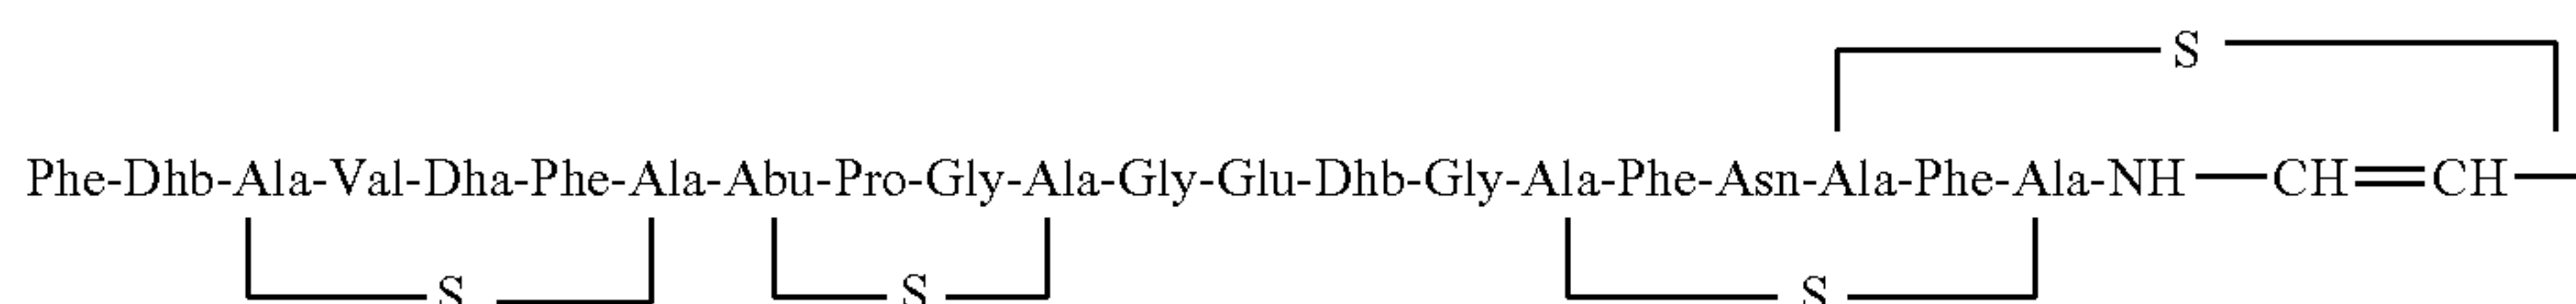 S
Phe-Dhb-Ala-Val-Dha-Phe-Ala-Abu-Pro-Gly-Ala-Gly-Glu-Dhb-Gly-Ala-Phe-Asn-Ala-Phe-Ala-NH—CH=CH—
S S S